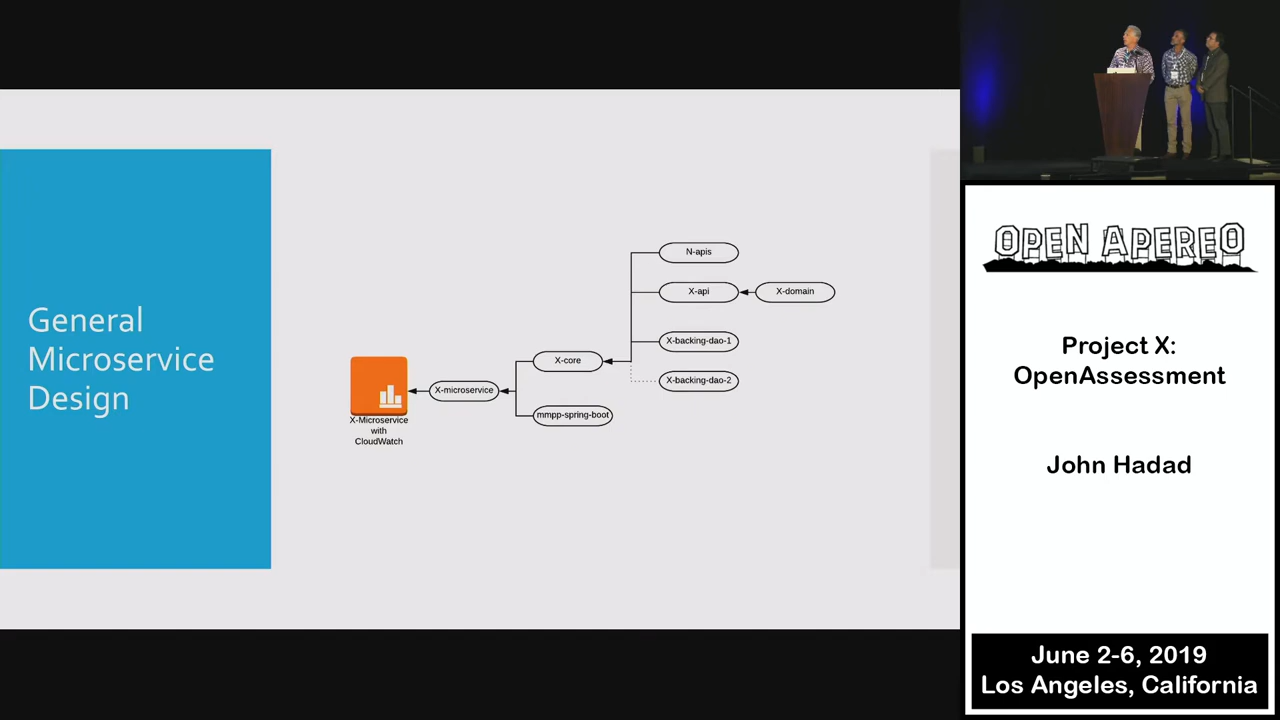 General
Microservice
Design
N-apis
X-api
X-domain
X-backing-dao-1
X-core
X-backing-dao-2
X-microservice
mmpp-spring-boot
X-Microservice
with
CloudWatch
OPEN APEREO
Project X:
OpenAssessment
John Hadad
June 2-6, 2019
Los Angeles, California